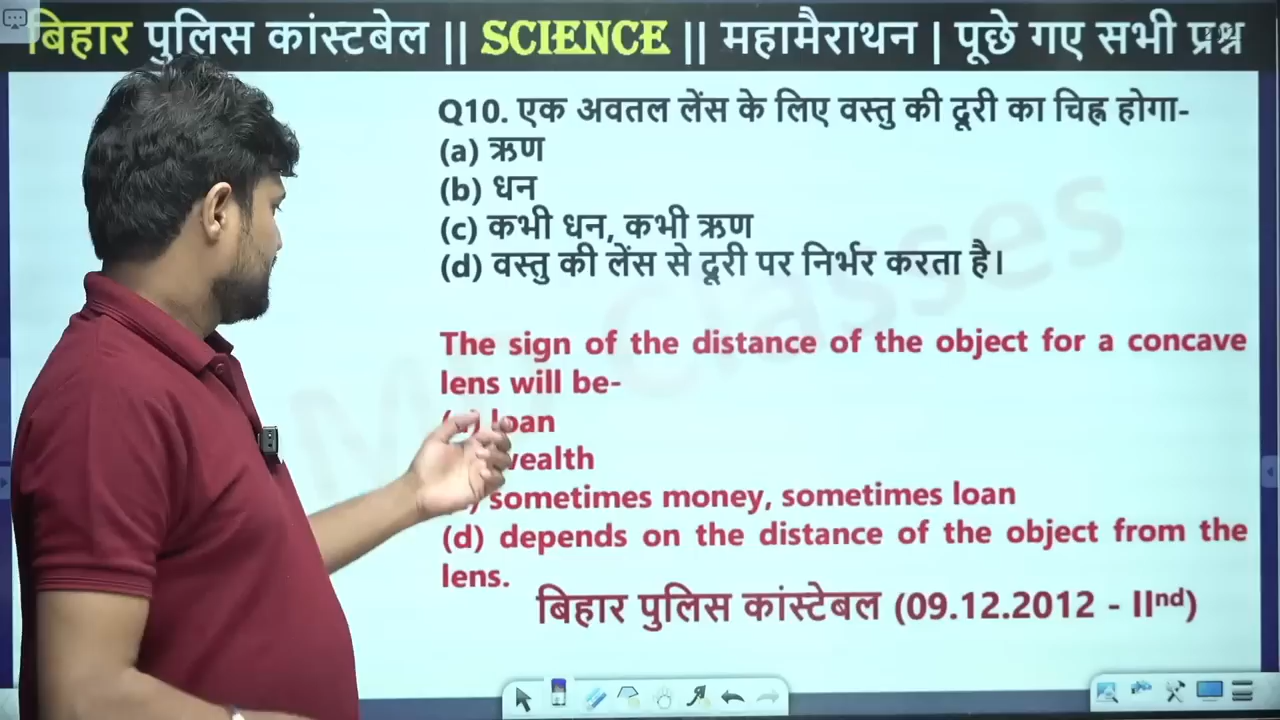 बिहार पुलिस कांस्टबेल || SCIENCE || महामैराथन | पूछे गए सभी प्रश्न
Q10. एक अवतल लेंस के लिए वस्तु की दूरी का चिह्न होगा-
(a) ऋण
(b) धन
(c) कभी धन, कभी ऋण
(d) वस्तु की लेंस से दूरी पर निर्भर करता है।
The sign of the distance of the object for a concave
lens will be-
loan
wealth
sometimes money, sometimes loan
(d) depends on the distance of the object from the
lens.
बिहार पुलिस कांस्टेबल (09.12.2012 - IInd)
Classes